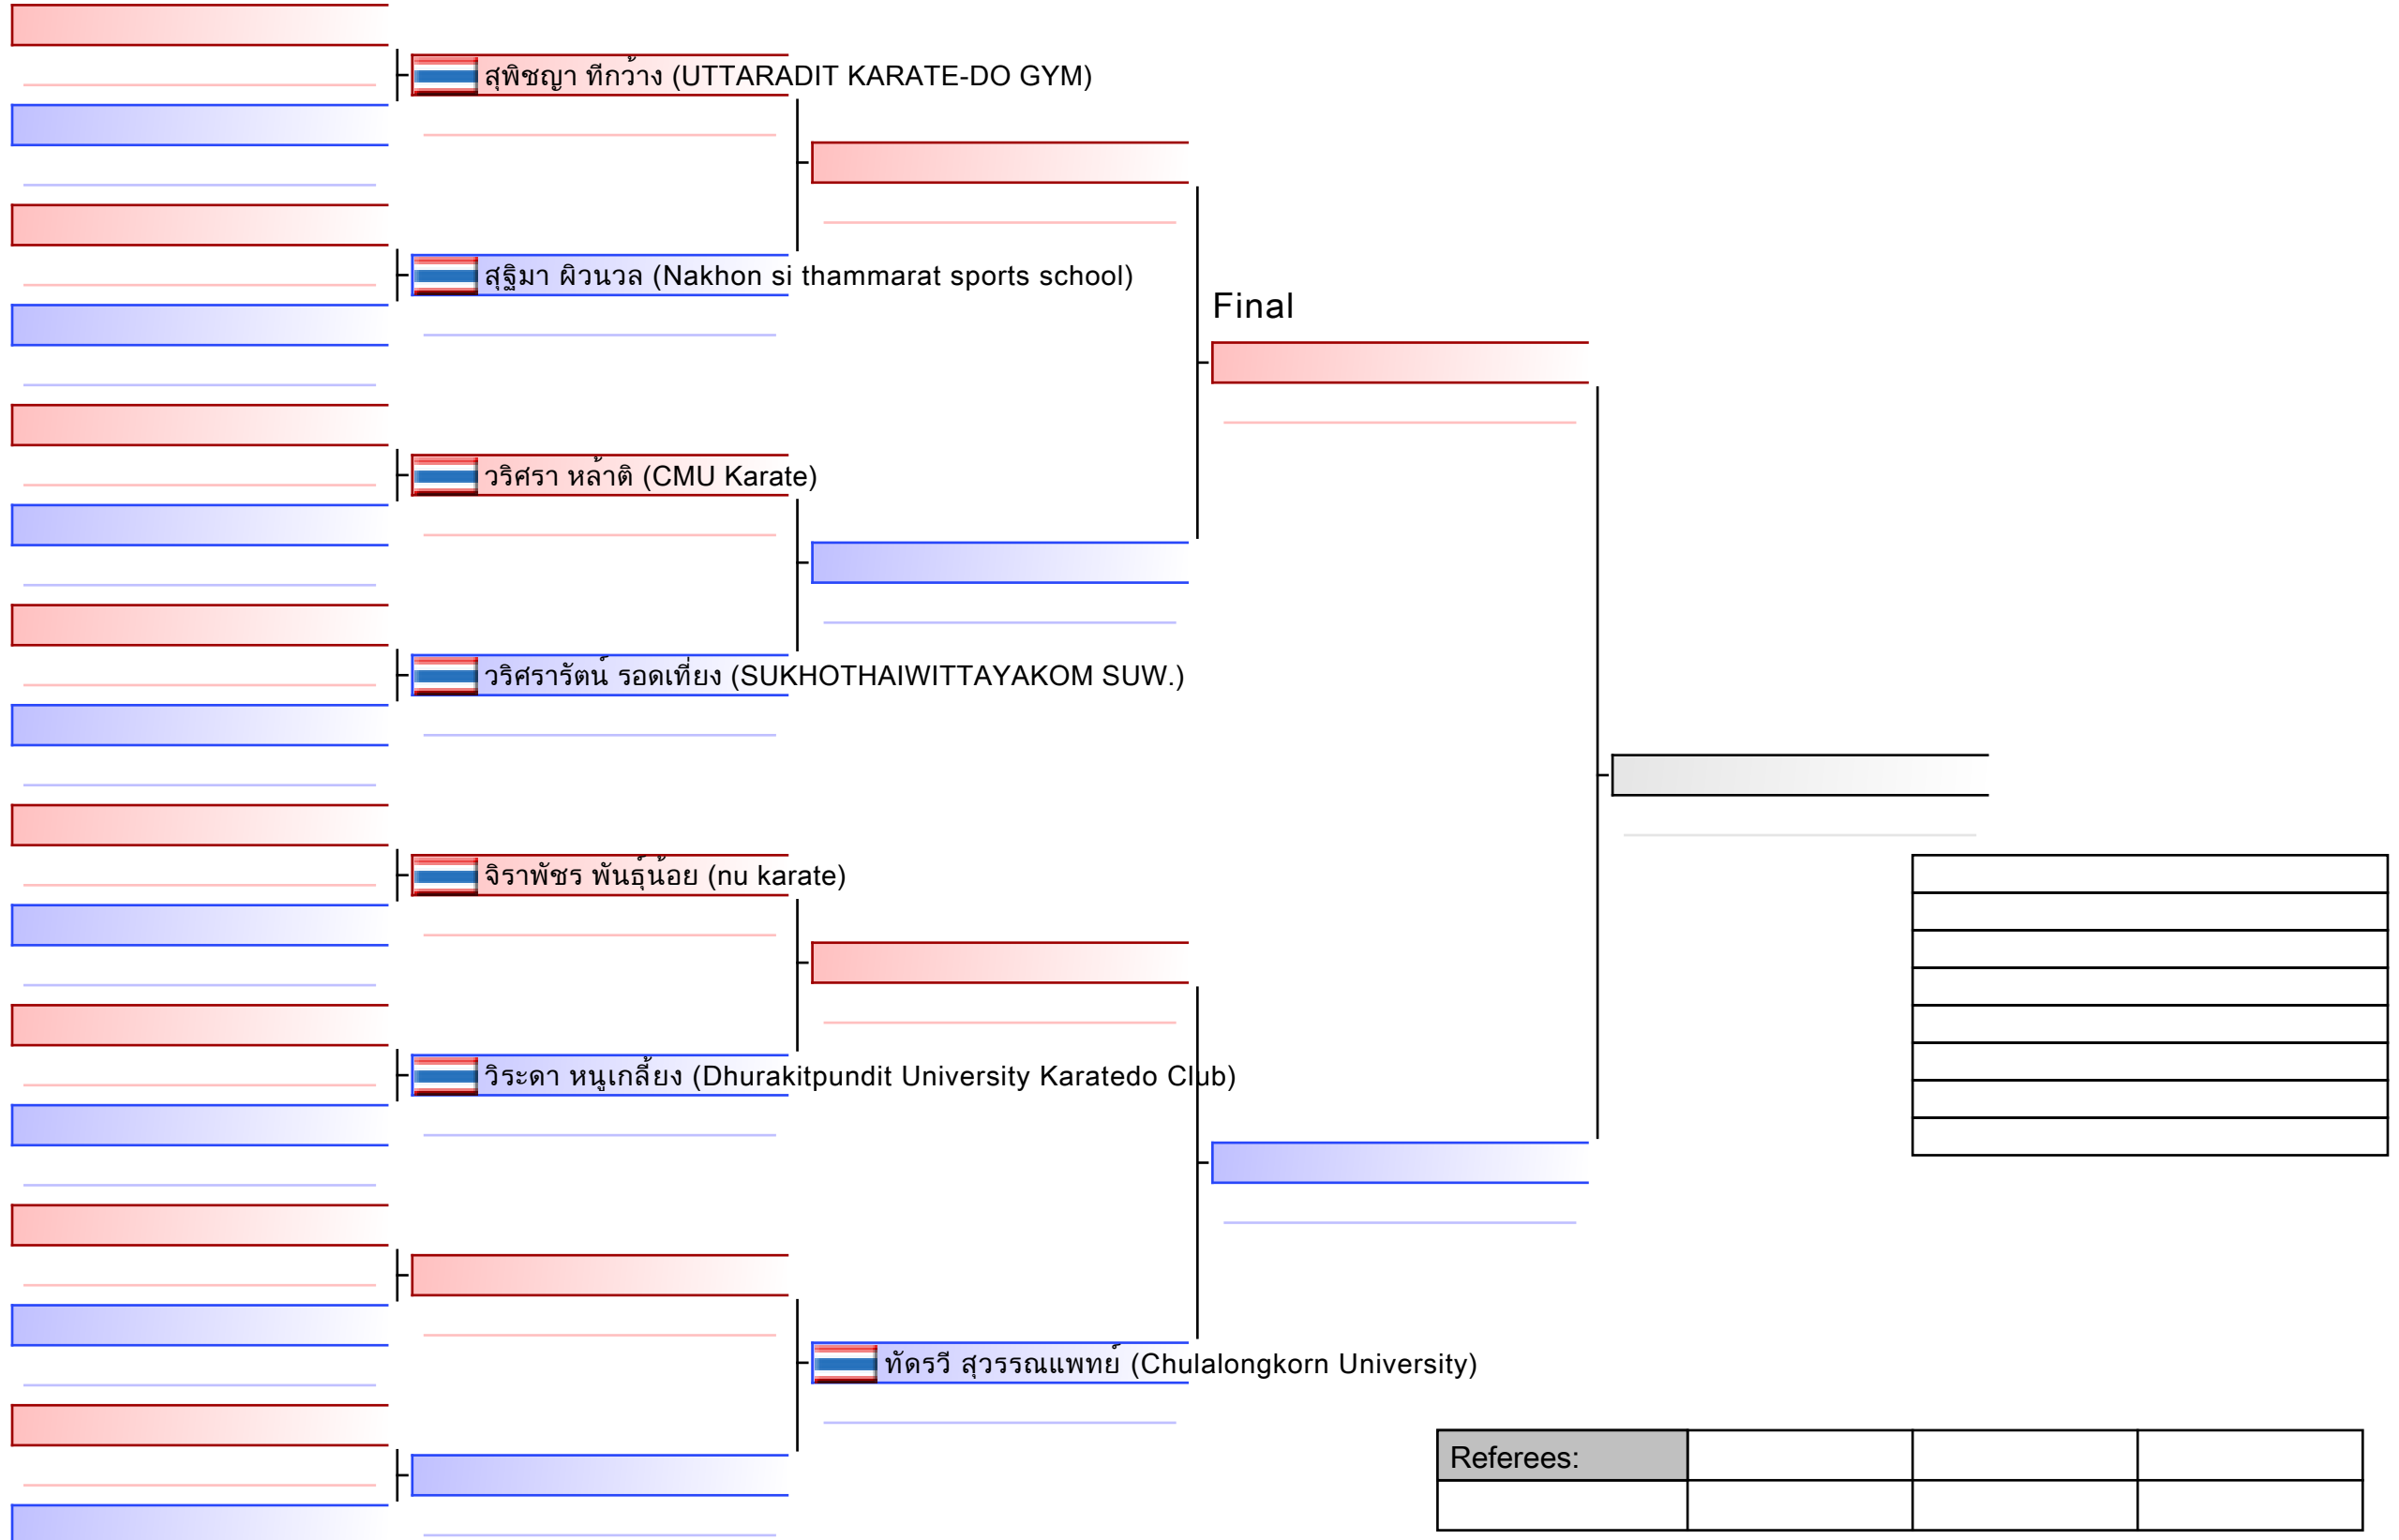 สุพิชญา ทีกว้าง (UTTARADIT KARATE-DO GYM)
สุฐิมา ผิวนวล (Nakhon si thammarat sports school)
Final
วริศรา หล้าติ (CMU Karate)
วริศรารัตน์ รอดเที่ยง (SUKHOTHAIWITTAYAKOM SUW.)
จิราพัชร พันธุ์น้อย (nu karate)
วิระดา หนูเกลี้ยง (Dhurakitpundit University Karatedo Club)
ทัดรวี สุวรรณแพทย์ (Chulalongkorn University)
Referees: